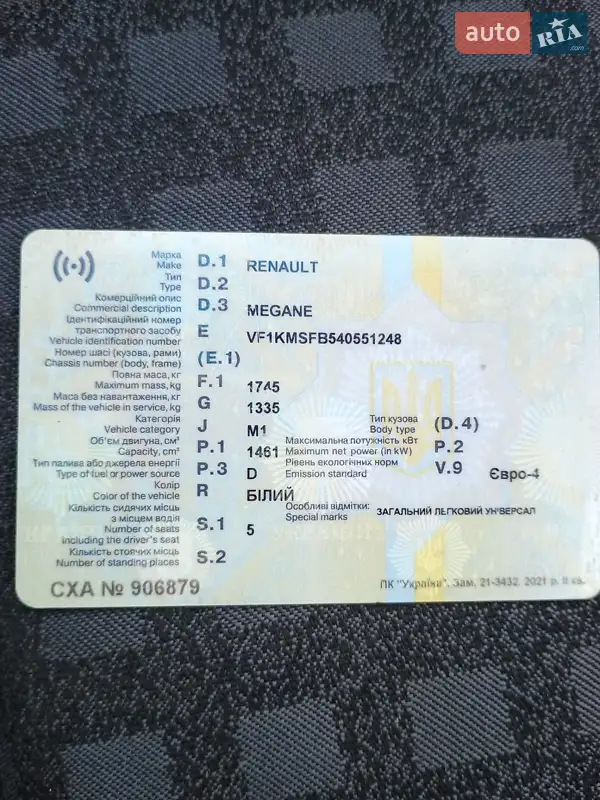 auto RIA.com
Марка
Make D.1 RENAULT
Тип
Type D.2
Комерційний опис
Commercial description D.3 MEGANE
Ідентифікаційний номер
транспортного засобу
Vehicle identification number E VF1KMSFB540551248
Номер шасі (кузова, рами)
Chassis number (body, frame) (E.1)
Повна маса, кг
Maximum mass, kg F.1 1745
Маса без навантаження, кг
Mass of the vehicle in service, kg G 1335
Категорія
Vehicle category J M1
Тип кузова
Body type (D.4)
Об'єм двигуна, см³
Capacity, cm³ P.1 1461
Максимальна потужність кВт
Maximum net power (in kW) P.2
Тип палива або джерела енергії
Type of fuel or power source P.3 D
Рівень екологічних норм
Emission standard V.9 Євро-4
Колір
Color of the vehicle R БІЛИЙ
Особливі відмітки:
Special marks ЗАГАЛЬНИЙ ЛЕГКОВИЙ УНІВЕРСАЛ
Кількість сидячих місць
з місцем водія
Number of seats
including the driver's seat S.1 5
Кількість стоячих місць
Number of standing places S.2
СХА № 906879
ПК "Україна". Зам. 21-3432. 2021 р. II кв.